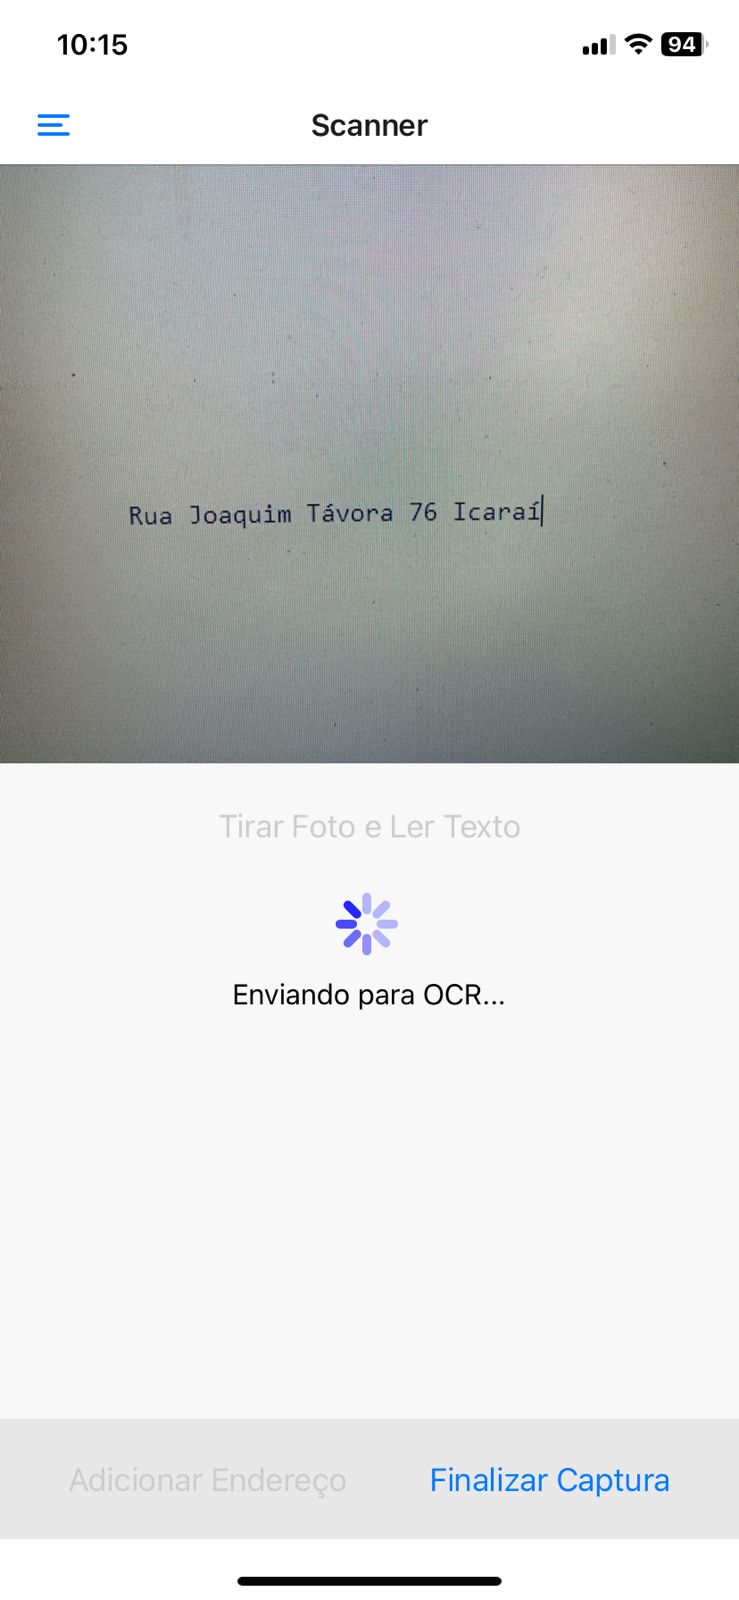 10:15
94
Scanner
Rua Joaquim Távora 76 Icaraí
Tirar Foto e Ler Texto
Enviando para OCR...
Adicionar Endereço
Finalizar Captura